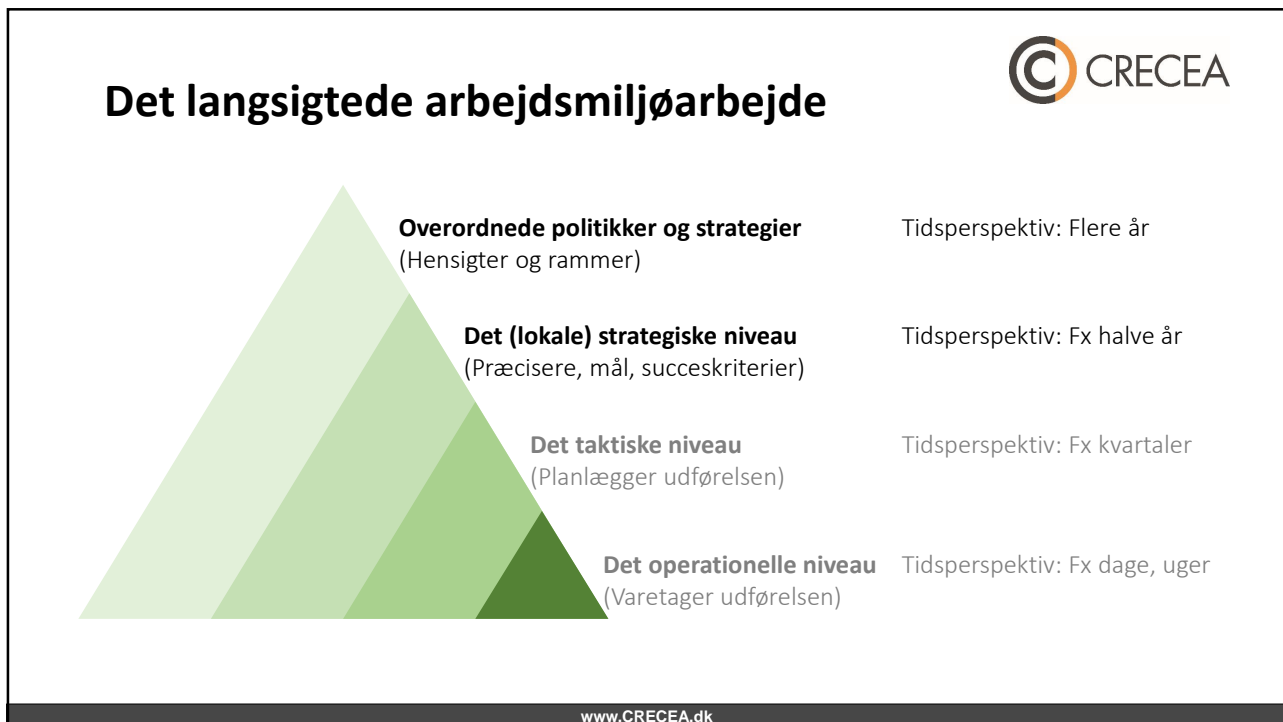 CRECEA
Det langsigtede arbejdsmiljøarbejde
Overordnede politikker og strategier
(Hensigter og rammer)
Tidsperspektiv: Flere år
Det (lokale) strategiske niveau
(Præcisere, mål, succeskriterier)
Tidsperspektiv: Fx halve år
Det taktiske niveau
(Planlægger udførelsen)
Tidsperspektiv: Fx kvartaler
Det operationelle niveau
(Varetager udførelsen)
Tidsperspektiv: Fx dage, uger
www.CRECEA.dk